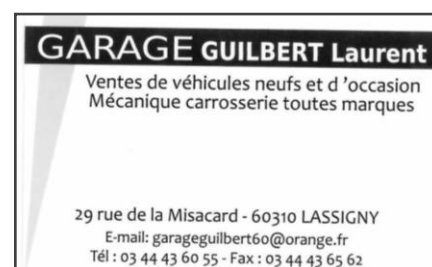 GARAGE GUILBERT Laurent
Ventes de véhicules neufs et d ’occasion
Mécanique carrosserie toutes marques
29 rue de la Misacard - 60310 LASSIGNY
E-mail: garageguilbert60@orange.fr
Tél : 03 44 43 60 55 - Fax : 03 44 43 65 62